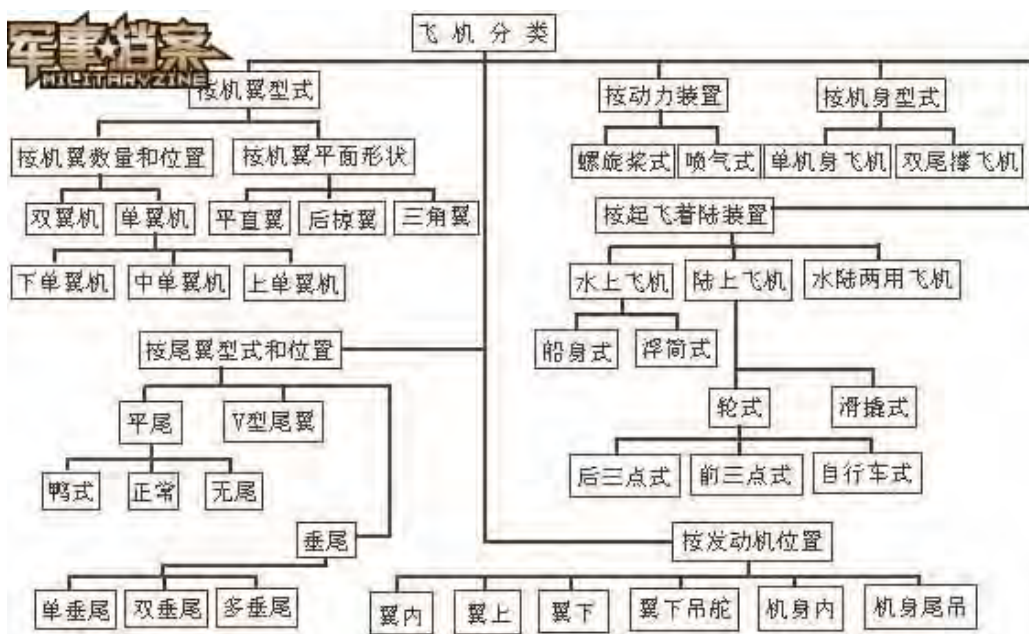 飞机分类
军事档案
MILITARYZINE
按机翼型式
按动力装置
按机身型式
按机翼数量和位置
按机翼平面形状
螺旋桨式
喷气式
单机身飞机
双尾撑飞机
双翼机
单翼机
平直翼
后掠翼
三角翼
按起飞着陆装置
下单翼机
中单翼机
上单翼机
水上飞机
陆上飞机
水陆两用飞机
按尾翼型式和位置
船身式
浮筒式
平尾
V型尾翼
轮式
滑撬式
鸭式
正常
无尾
后三点式
前三点式
自行车式
垂尾
按发动机位置
单垂尾
双垂尾
多垂尾
翼内
翼上
翼下
翼下吊舱
机身内
机身尾吊